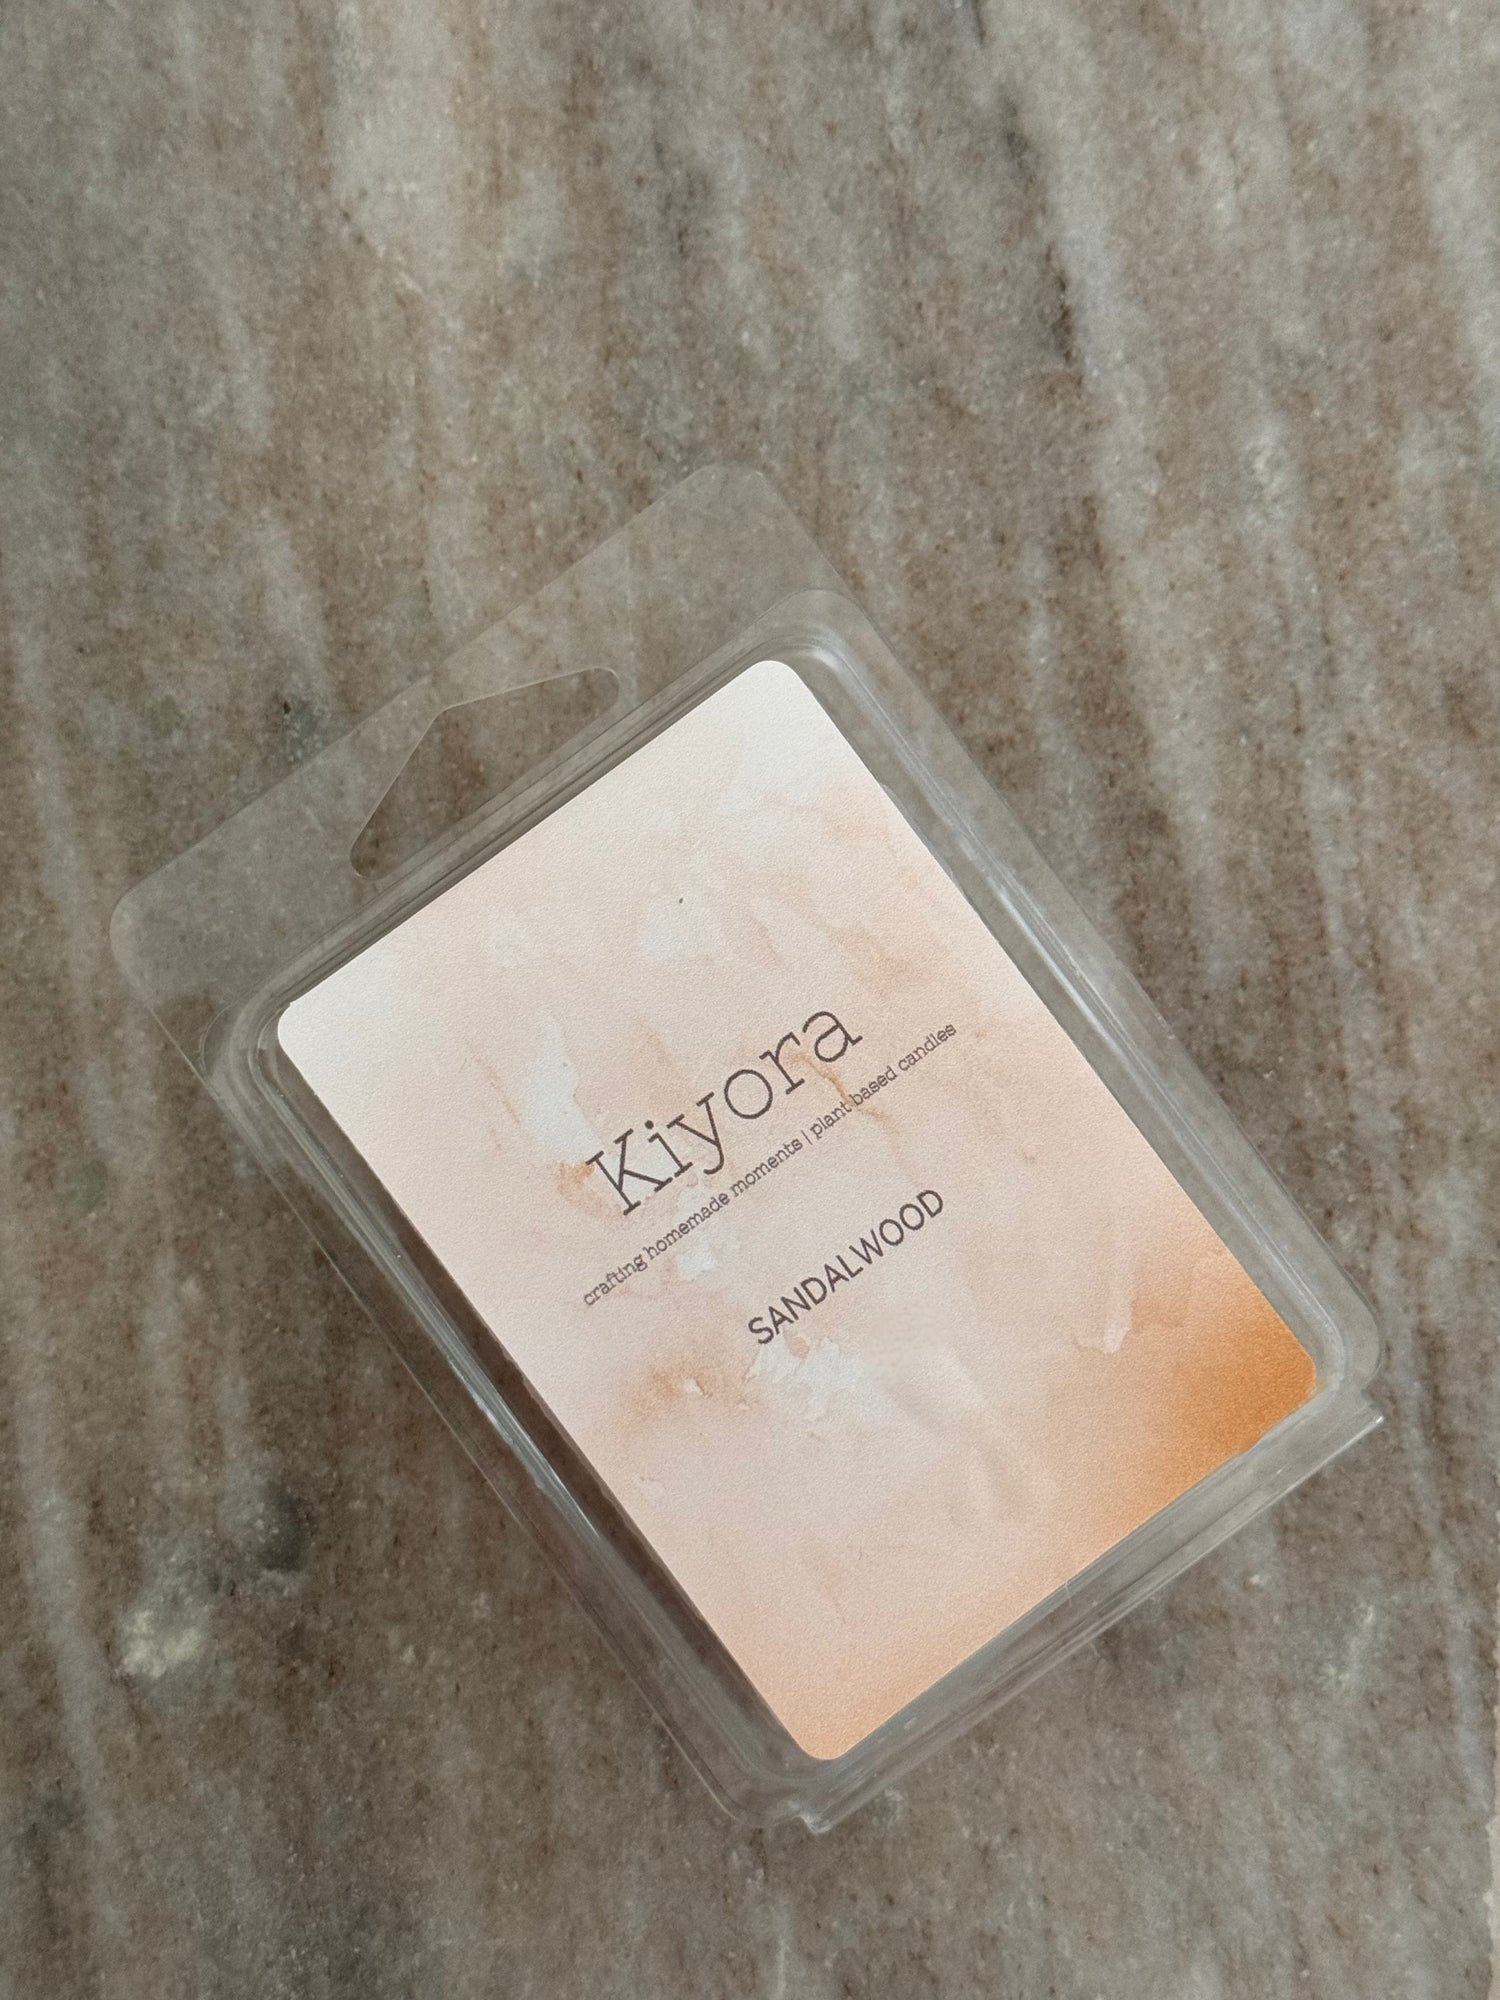 Kiyora
crafting homemade moments | plant based candles
SANDALWOOD